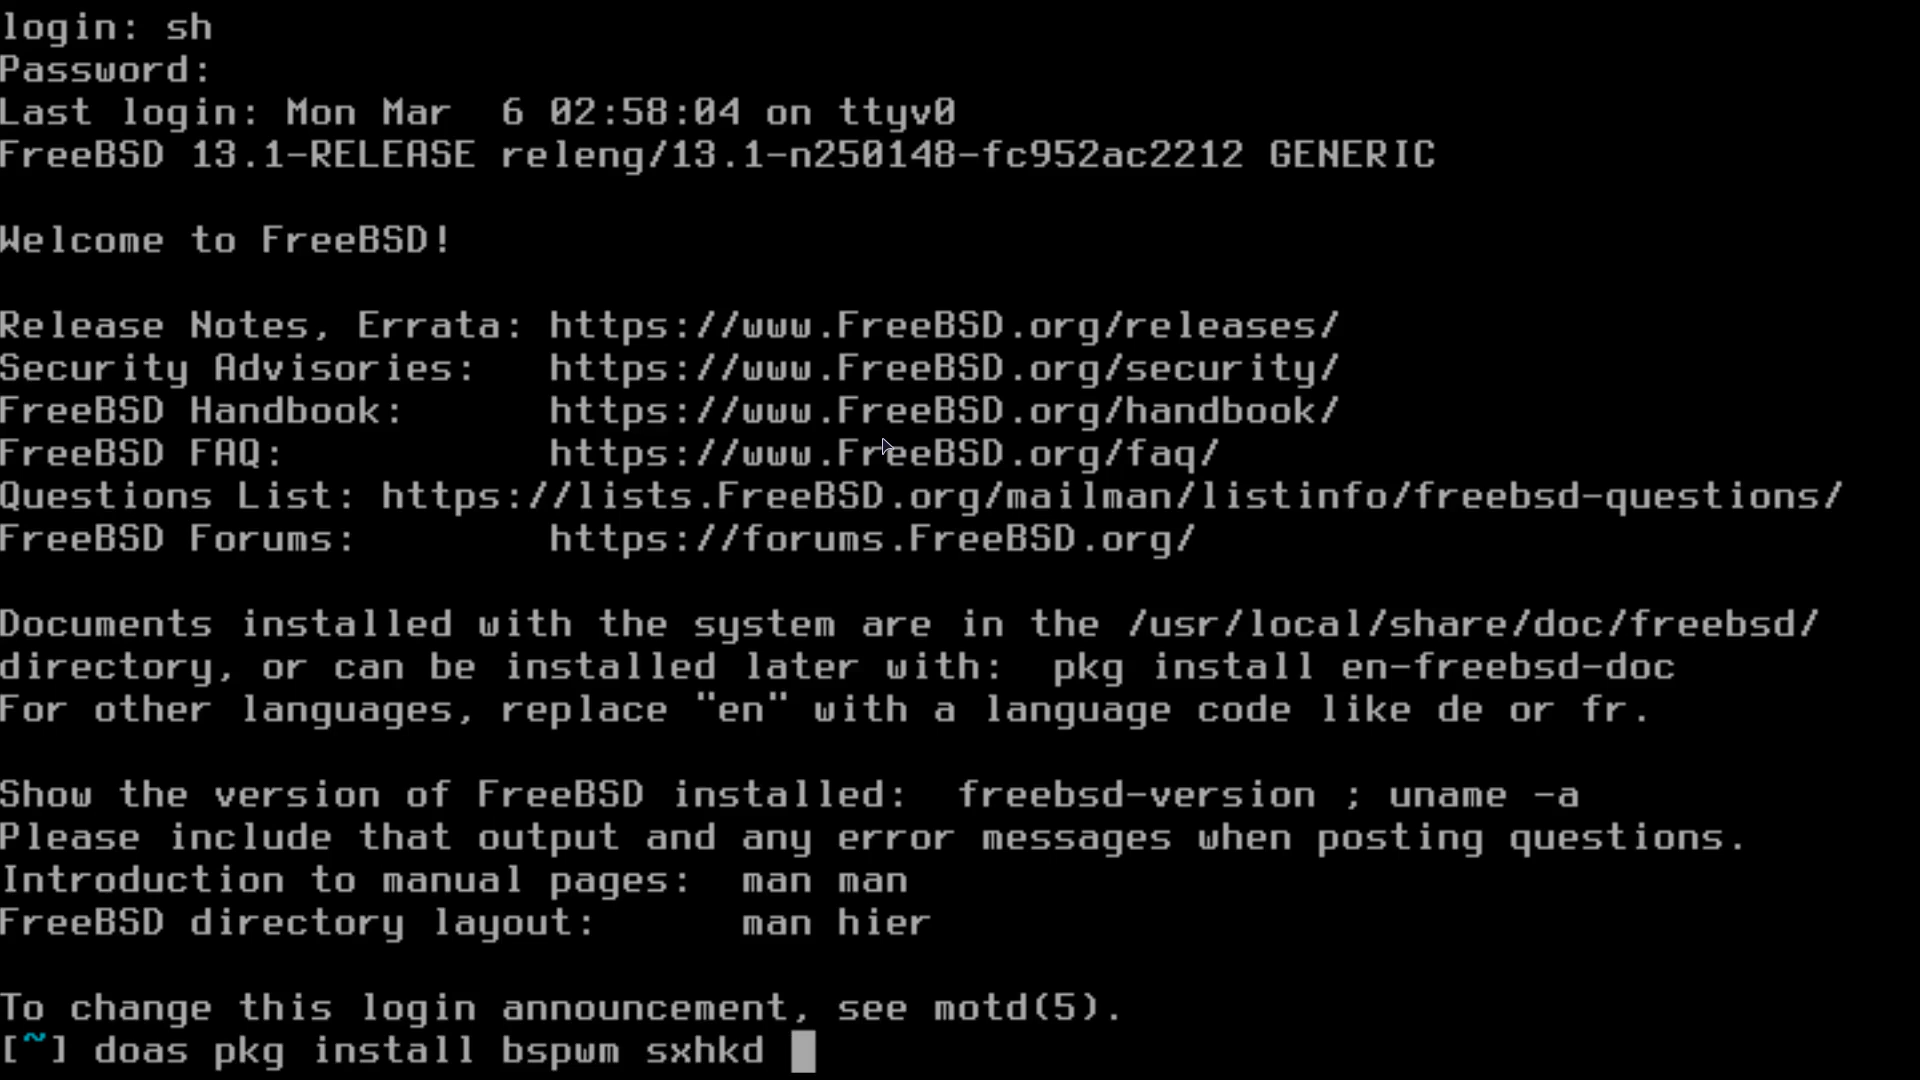 login: sh
Password:
Last login: Mon Mar  6 02:58:04 on ttyv0
FreeBSD 13.1-RELEASE releng/13.1-n250148-fc952ac2212 GENERIC
Welcome to FreeBSD!
Release Notes, Errata: https://www.FreeBSD.org/releases/
Security Advisories:   https://www.FreeBSD.org/security/
FreeBSD Handbook:      https://www.FreeBSD.org/handbook/
FreeBSD FAQ:           https://www.FreeBSD.org/faq/
Questions List: https://lists.FreeBSD.org/mailman/listinfo/freebsd-questions/
FreeBSD Forums:        https://forums.FreeBSD.org/
Documents installed with the system are in the /usr/local/share/doc/freebsd/
directory, or can be installed later with:  pkg install en-freebsd-doc
For other languages, replace "en" with a language code like de or fr.
Show the version of FreeBSD installed:  freebsd-version ; uname -a
Please include that output and any error messages when posting questions.
Introduction to manual pages:  man man
FreeBSD directory layout:      man hier
To change this login announcement, see motd(5).
[~] doas pkg install bspwm sxhkd